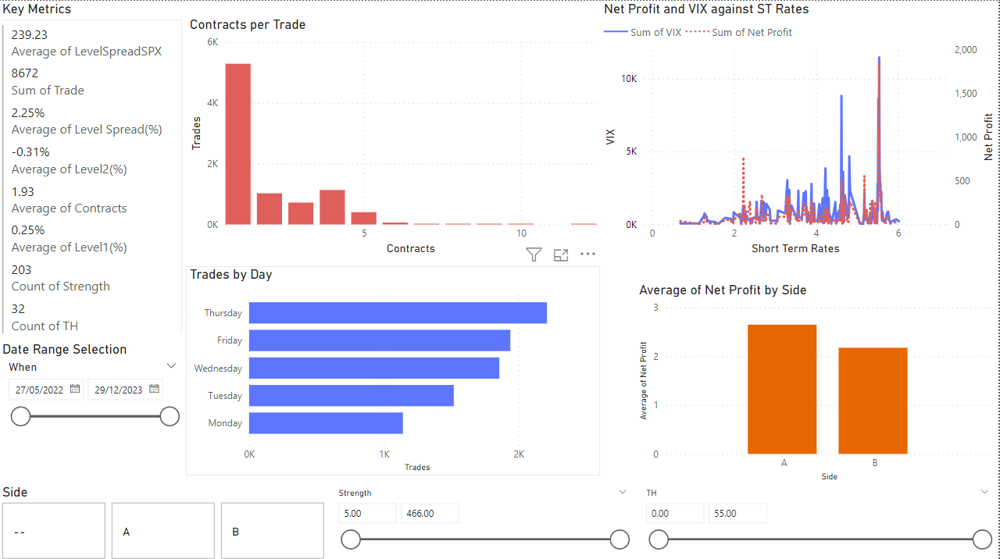 Key Metrics
239.23
Average of LevelSpreadSPX
8672
Sum of Trade
2.25%
Average of Level Spread(%)
-0.31%
Average of Level2(%)
1.93
Average of Contracts
0.25%
Average of Level1(%)
203
Count of Strength
32
Count of TH
Date Range Selection
When
27/05/2022 29/12/2023
Contracts per Trade
6K
4K
2K
0K
Trades
5 10
Contracts
Trades by Day
Thursday
Friday
Wednesday
Tuesday
Monday
0K 1K 2K
Trades
Net Profit and VIX against ST Rates
Sum of VIX Sum of Net Profit
10K
5K
0K
VIX
2,000
1,500
1,000
500
0
Net Profit
0 2 4 6
Short Term Rates
Average of Net Profit by Side
3
2
1
0
Average of Net Profit
A B
Side
Side
-- A B
Strength
5.00 466.00
TH
0.00 55.00